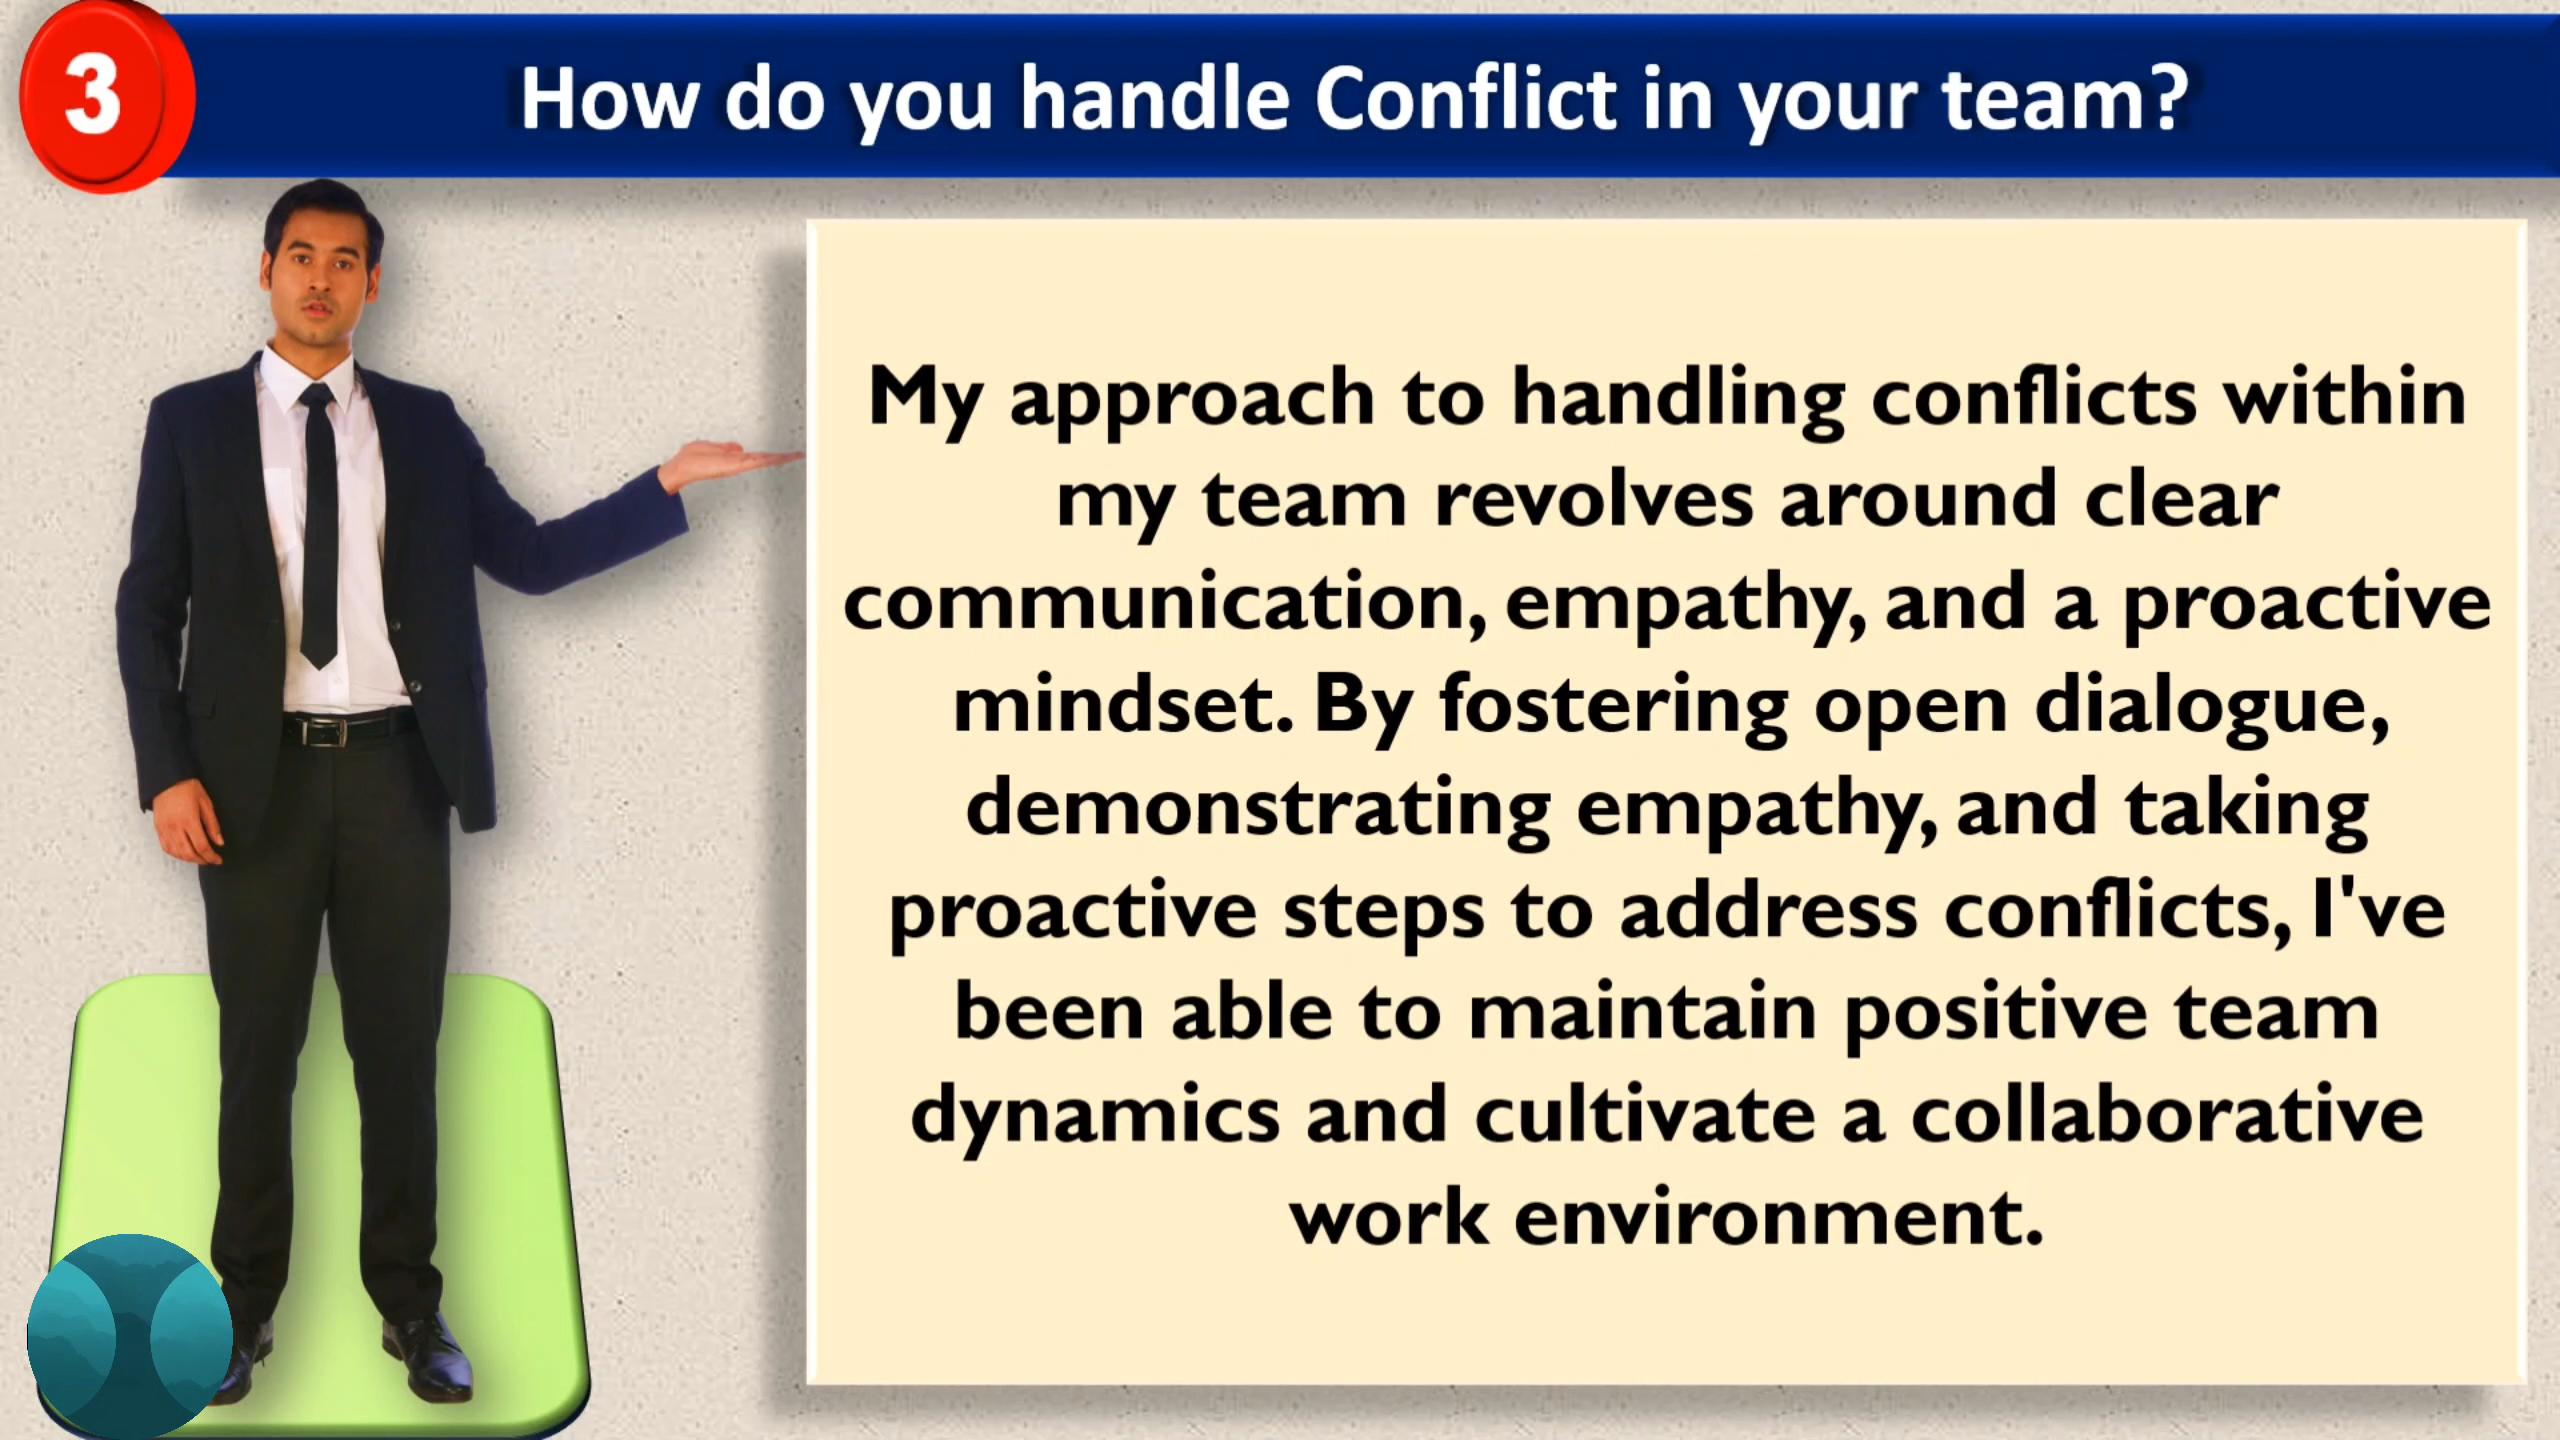 3
How do you handle Conflict in your team?
My approach to handling conflicts within
my team revolves around clear
communication, empathy, and a proactive
mindset. By fostering open dialogue,
demonstrating empathy, and taking
proactive steps to address conflicts, I've
been able to maintain positive team
dynamics and cultivate a collaborative
work environment.